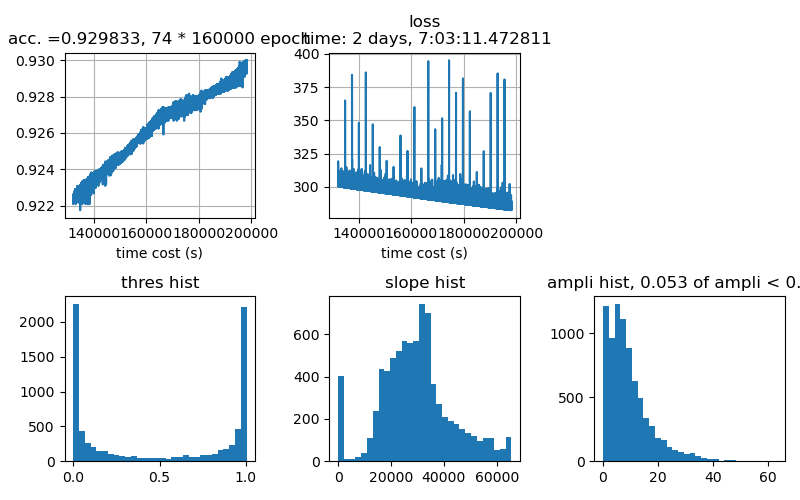 acc. =0.929833, 74 * 160000 epoch
0.930
0.928
0.926
0.924
0.922
140000 160000 180000 200000
time cost (s)
loss
time: 2 days, 7:03:11.472811
400
375
350
325
300
140000 160000 180000 200000
time cost (s)
thres hist
2000
1500
1000
500
0
0.0 0.5 1.0
slope hist
600
400
200
0
0 20000 40000 60000
ampli hist, 0.053 of ampli < 0.
1000
500
0
0 20 40 60